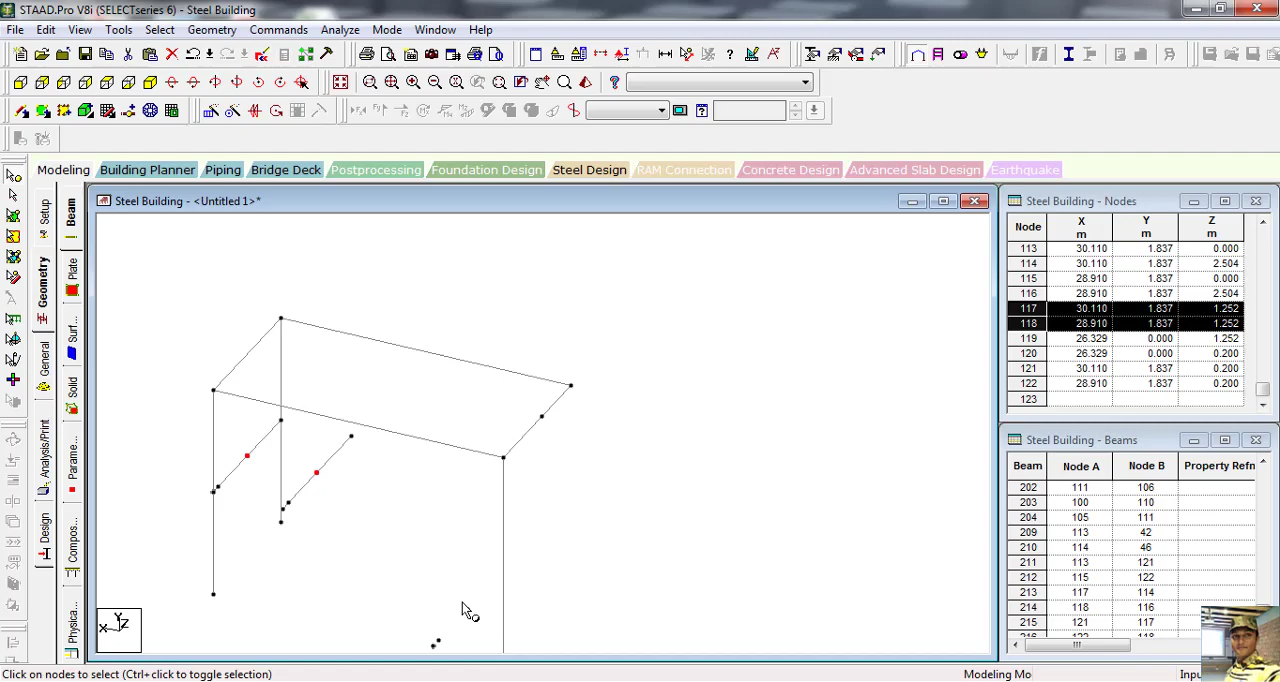 STAAD.Pro V8i (SELECTseries 6) - Steel Building
File Edit View Tools Select Geometry Commands Analyze Mode Window Help
Modeling Building Planner Piping Bridge Deck Postprocessing Foundation Design Steel Design RAM Connection Concrete Design Advanced Slab Design Earthquake
Setup
Geometry
General
Analysis/Print
Design
Beam
Plate
Surf...
Solid
Parame...
Compos...
Physica...
Steel Building - <Untitled 1>*
X Y Z
Steel Building - Nodes
Node X m Y m Z m
113 30.110 1.837 0.000
114 30.110 1.837 2.504
115 28.910 1.837 0.000
116 28.910 1.837 2.504
117 30.110 1.837 1.252
118 28.910 1.837 1.252
119 26.329 0.000 1.252
120 26.329 0.000 0.200
121 30.110 1.837 0.200
122 28.910 1.837 0.200
123
Steel Building - Beams
Beam Node A Node B Property Refn
202 111 106
203 100 110
204 105 111
209 113 42
210 114 46
211 113 121
212 115 122
213 117 114
214 118 116
215 121 117
216 122 118
Click on nodes to select (Ctrl+click to toggle selection)
Modeling Mo
Inpu